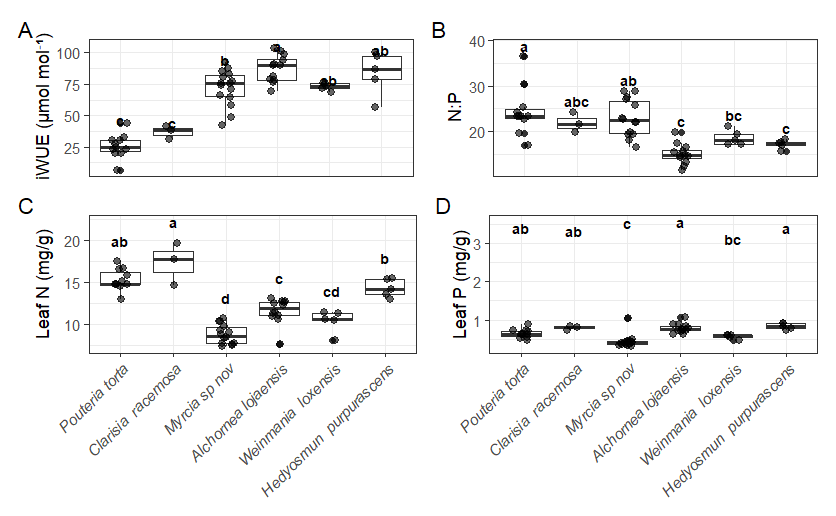 A
iWUE (µmol mol⁻¹)
100
75
50
25
c
c
b
a
ab
ab
B
N:P
40
30
20
a
abc
ab
c
bc
c
C
Leaf N (mg/g)
20
15
10
ab
a
d
c
cd
b
Pouteria torta
Clarisia racemosa
Myrcia sp nov
Alchornea lojaensis
Weinmania loxensis
Hedyosmun purpurascens
D
Leaf P (mg/g)
3
2
1
ab
ab
c
a
bc
a
Pouteria torta
Clarisia racemosa
Myrcia sp nov
Alchornea lojaensis
Weinmania loxensis
Hedyosmun purpurascens